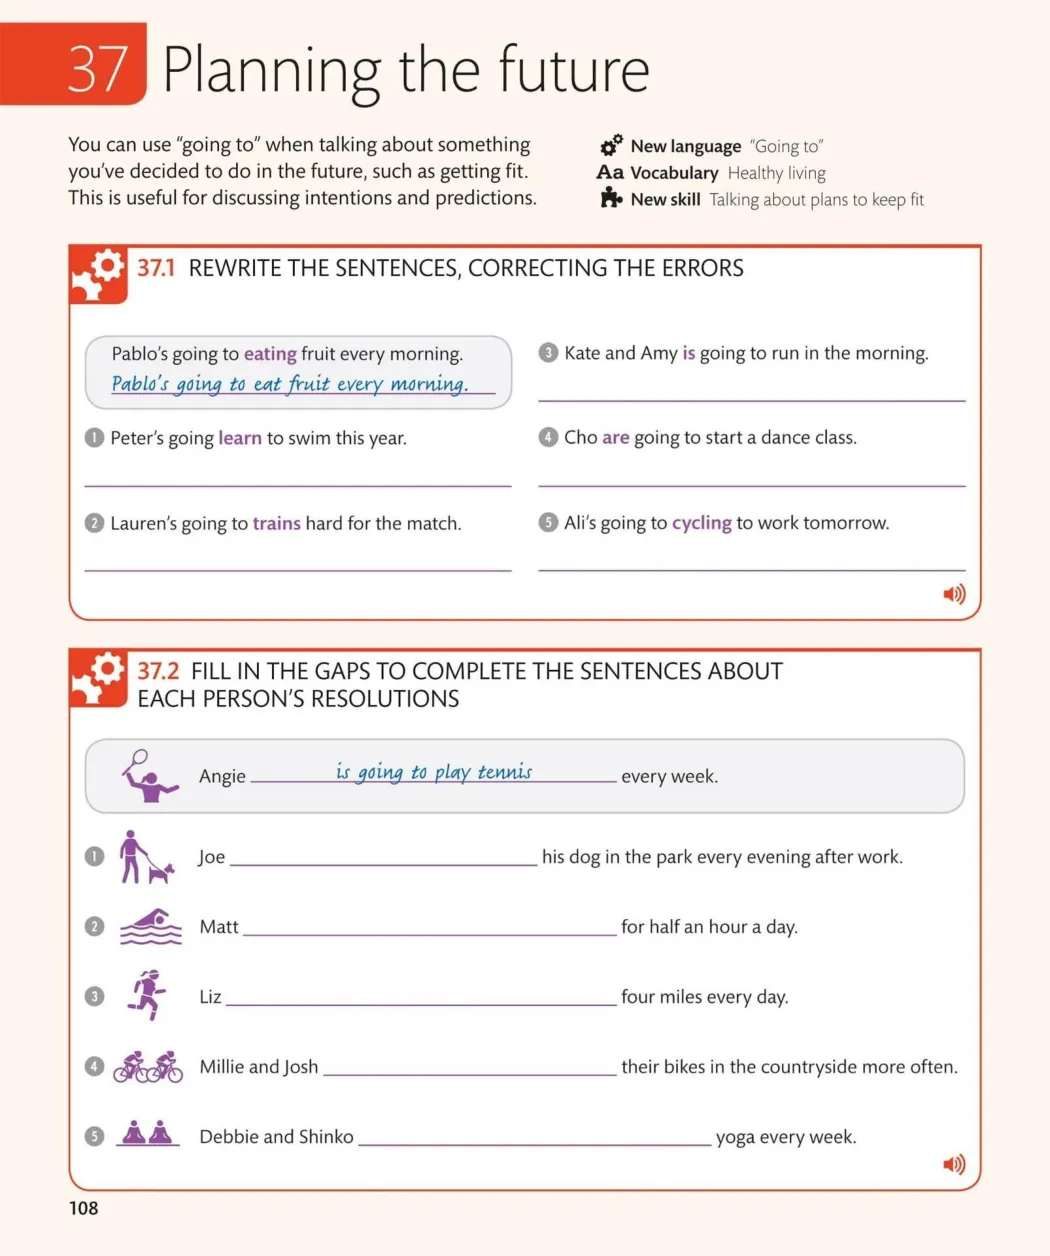 37 Planning the future
You can use “going to” when talking about something
you’ve decided to do in the future, such as getting fit.
This is useful for discussing intentions and predictions.
New language “Going to”
Aa Vocabulary Healthy living
New skill Talking about plans to keep fit
37.1 REWRITE THE SENTENCES, CORRECTING THE ERRORS
Pablo’s going to eating fruit every morning.
Pablo’s going to eat fruit every morning.
1 Peter’s going learn to swim this year.
2 Lauren’s going to trains hard for the match.
3 Kate and Amy is going to run in the morning.
4 Cho are going to start a dance class.
5 Ali’s going to cycling to work tomorrow.
37.2 FILL IN THE GAPS TO COMPLETE THE SENTENCES ABOUT
EACH PERSON’S RESOLUTIONS
Angie is going to play tennis every week.
1 Joe his dog in the park every evening after work.
2 Matt for half an hour a day.
3 Liz four miles every day.
4 Millie and Josh their bikes in the countryside more often.
5 Debbie and Shinko yoga every week.
108